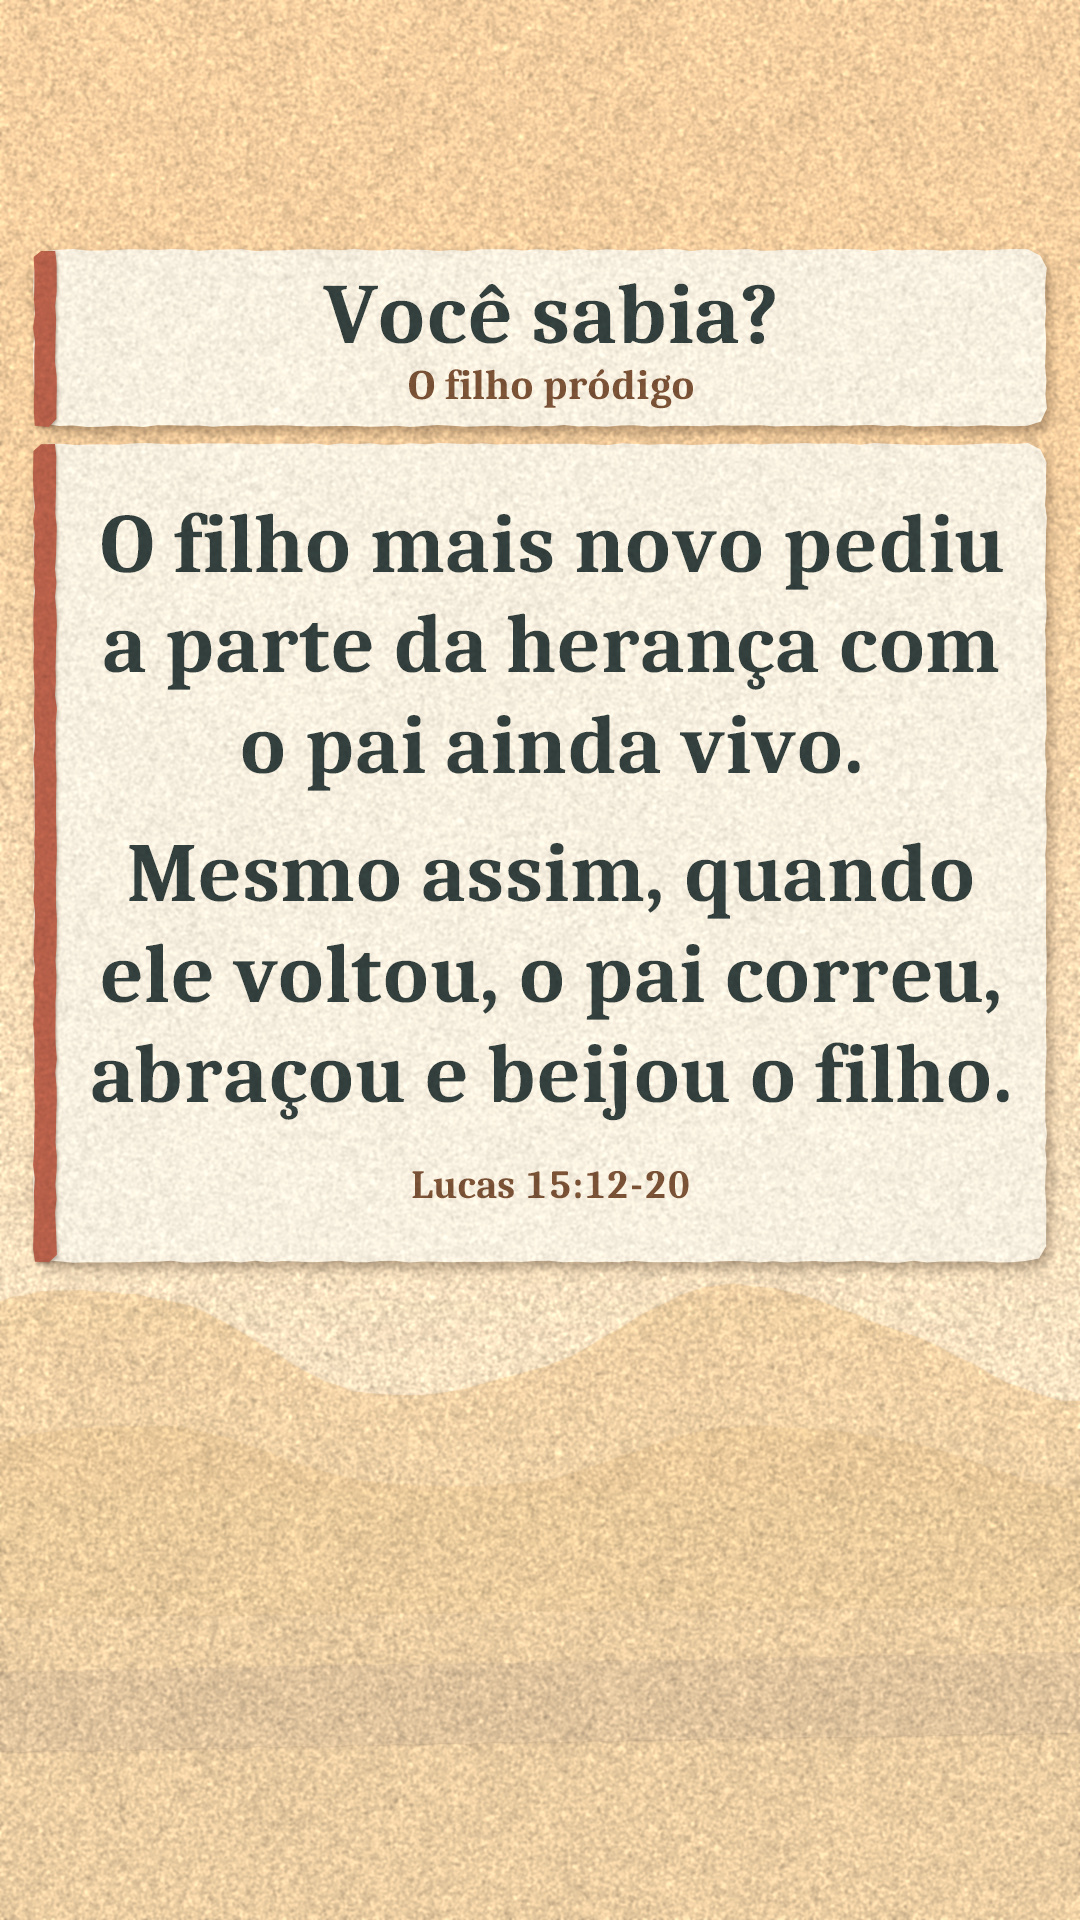 Você sabia?
O filho pródigo
O filho mais novo pediu
a parte da herança com
o pai ainda vivo.
Mesmo assim, quando
ele voltou, o pai correu,
abraçou e beijou o filho.
Lucas 15:12-20